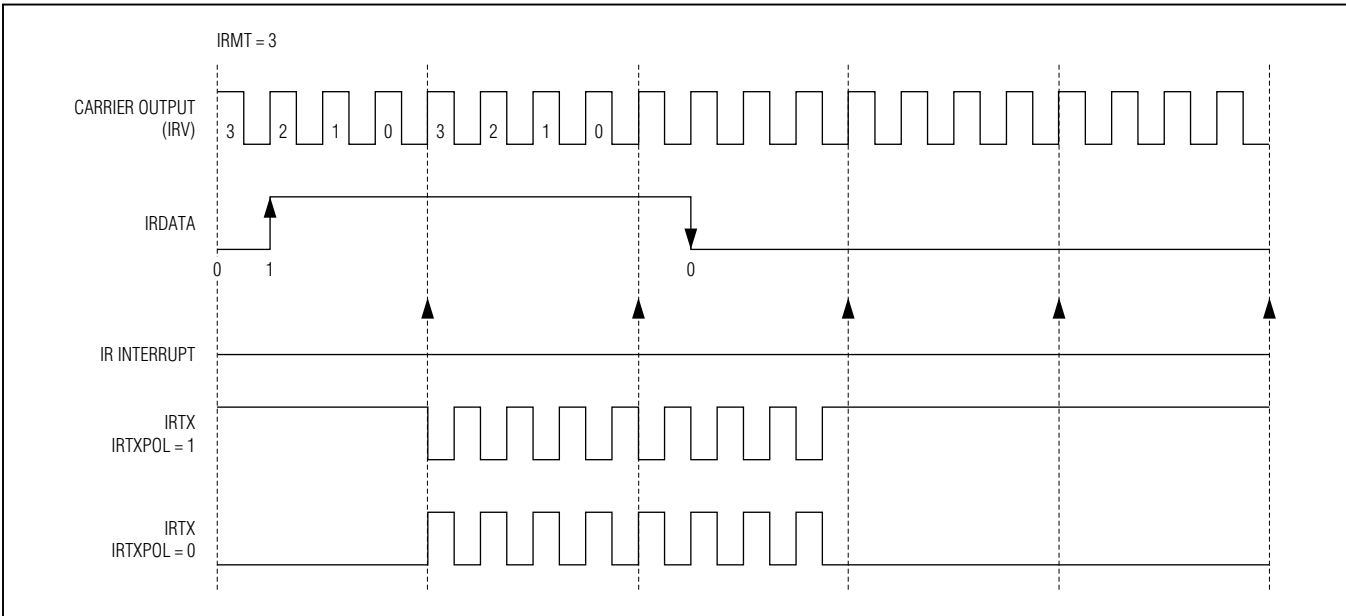 IRMT = 3
CARRIER OUTPUT
(IRV)
3 2 1 0 3 2 1 0
IRDATA
0 1 0
IR INTERRUPT
IRTX
IRTXPOL = 1
IRTX
IRTXPOL = 0